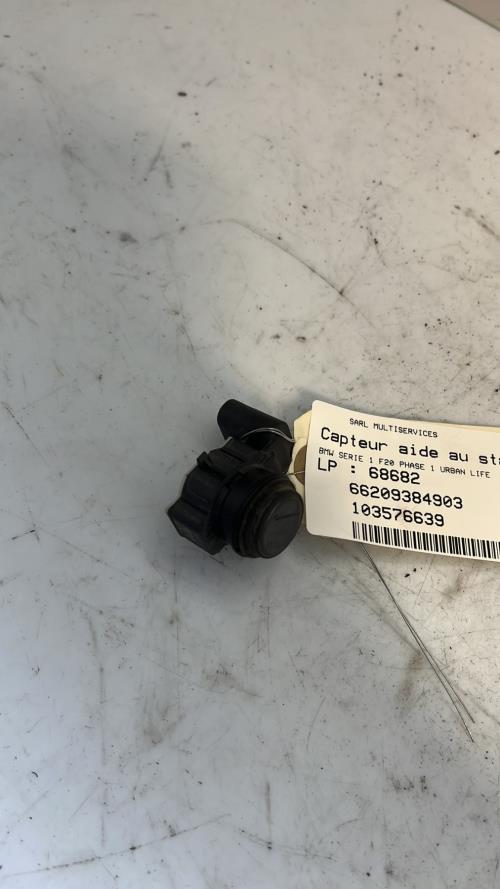 SARL MULTISERVICES
Capteur aide au st
BMW SERIE 1 F20 PHASE 1 URBAN LIFE
LP : 68682
66209384903
103576639